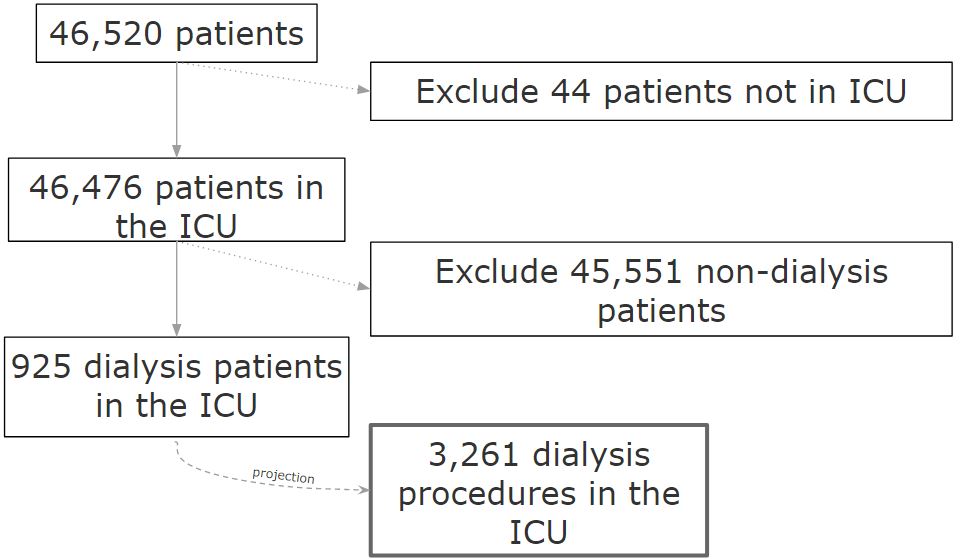 46,520 patients
Exclude 44 patients not in ICU
46,476 patients in
the ICU
Exclude 45,551 non-dialysis
patients
925 dialysis patients
in the ICU
projection
3,261 dialysis
procedures in the
ICU